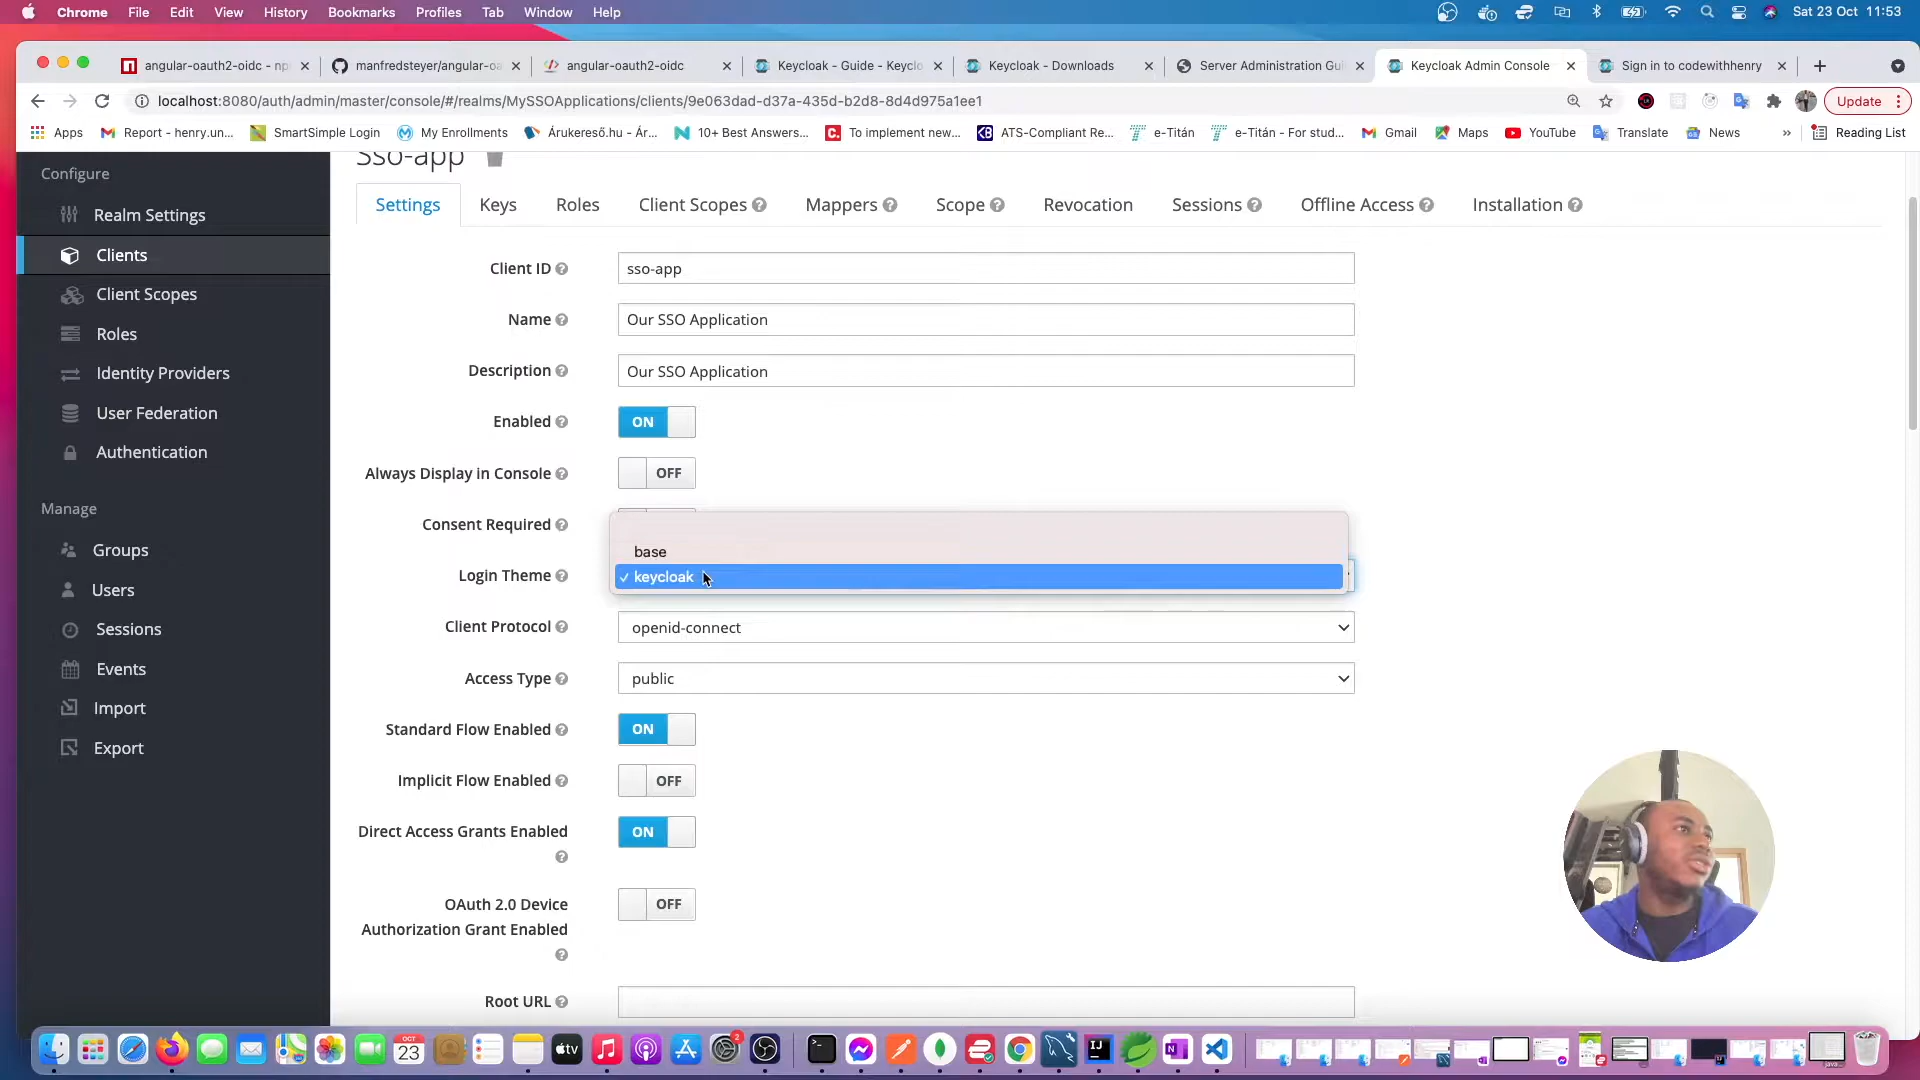 Chrome File Edit View History Bookmarks Profiles Tab Window Help Sat 23 Oct 11:53
angular-oauth2-oidc - np manfredsteyer/angular-oa angular-oauth2-oidc Keycloak - Guide - Keyclo Keycloak - Downloads Server Administration Gui Keycloak Admin Console Sign in to codewithhenry
localhost:8080/auth/admin/master/console/#/realms/MySSOApplications/clients/9e063dad-d37a-435d-b2d8-8d4d975a1ee1 Update
Apps Report - henry.un... SmartSimple Login My Enrollments Árukereső.hu - Ár... 10+ Best Answers... To implement new... ATS-Compliant Re... e-Titán e-Titán - For stud... Gmail Maps YouTube Translate News » Reading List
Sso-app
Configure
Realm Settings
Clients
Client Scopes
Roles
Identity Providers
User Federation
Authentication
Manage
Groups
Users
Sessions
Events
Import
Export
Settings Keys Roles Client Scopes Mappers Scope Revocation Sessions Offline Access Installation
Client ID sso-app
Name Our SSO Application
Description Our SSO Application
Enabled ON
Always Display in Console OFF
Consent Required
base
Login Theme ✓ keycloak
Client Protocol openid-connect
Access Type public
Standard Flow Enabled ON
Implicit Flow Enabled OFF
Direct Access Grants Enabled ON
OAuth 2.0 Device
Authorization Grant Enabled
OFF
Root URL
OCT
23
tv
2